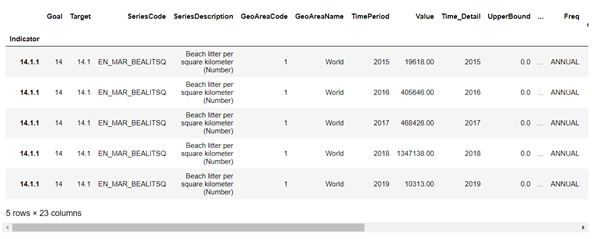 Goal Target SeriesCode SeriesDescription GeoAreaCode GeoAreaName TimePeriod Value Time_Detail UpperBound ... Freq
Indicator
14.1.1 14 14.1 EN_MAR_BEALITSQ Beach litter per square kilometer (Number) 1 World 2015 19618.00 2015 0.0 ... ANNUAL
14.1.1 14 14.1 EN_MAR_BEALITSQ Beach litter per square kilometer (Number) 1 World 2016 405646.00 2016 0.0 ... ANNUAL
14.1.1 14 14.1 EN_MAR_BEALITSQ Beach litter per square kilometer (Number) 1 World 2017 468426.00 2017 0.0 ... ANNUAL
14.1.1 14 14.1 EN_MAR_BEALITSQ Beach litter per square kilometer (Number) 1 World 2018 1347138.00 2018 0.0 ... ANNUAL
14.1.1 14 14.1 EN_MAR_BEALITSQ Beach litter per square kilometer (Number) 1 World 2019 10313.00 2019 0.0 ... ANNUAL
5 rows × 23 columns